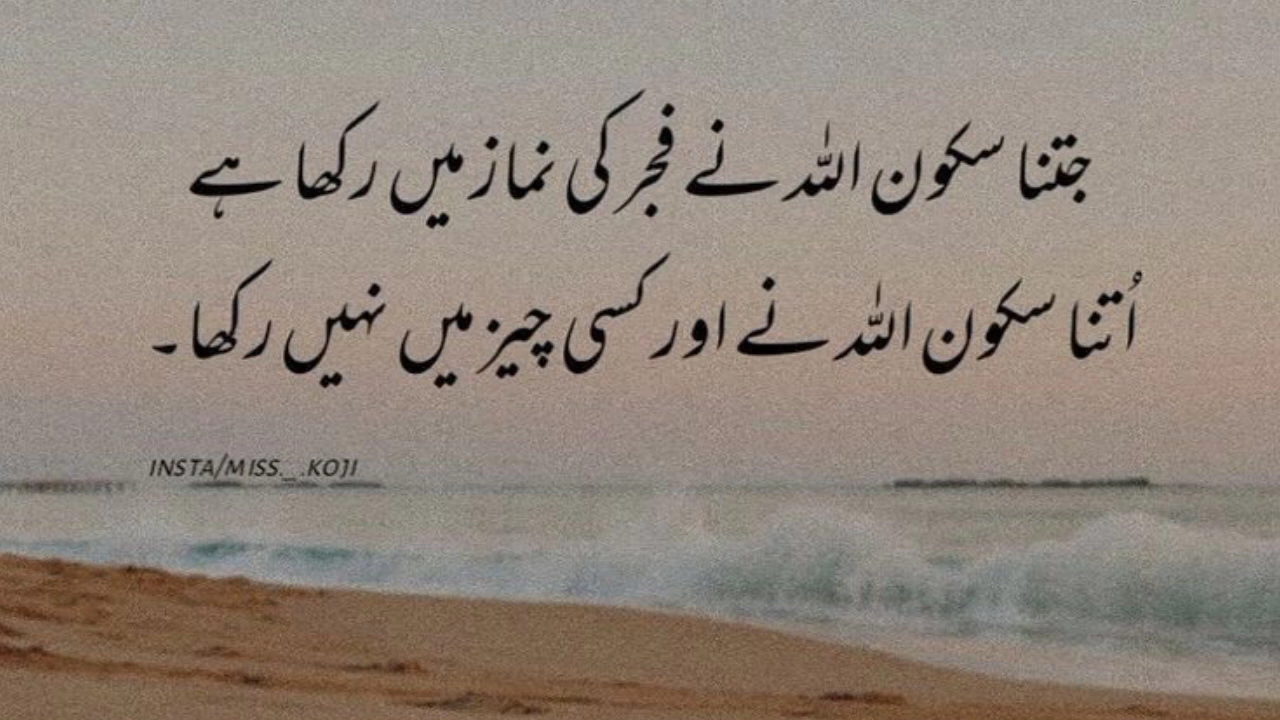 جتنا سکون اللہ نے فجر کی نماز میں رکھا ہے
اُتنا سکون اللہ نے اور کسی چیز میں نہیں رکھا۔
INSTA/MISS._.KOJI